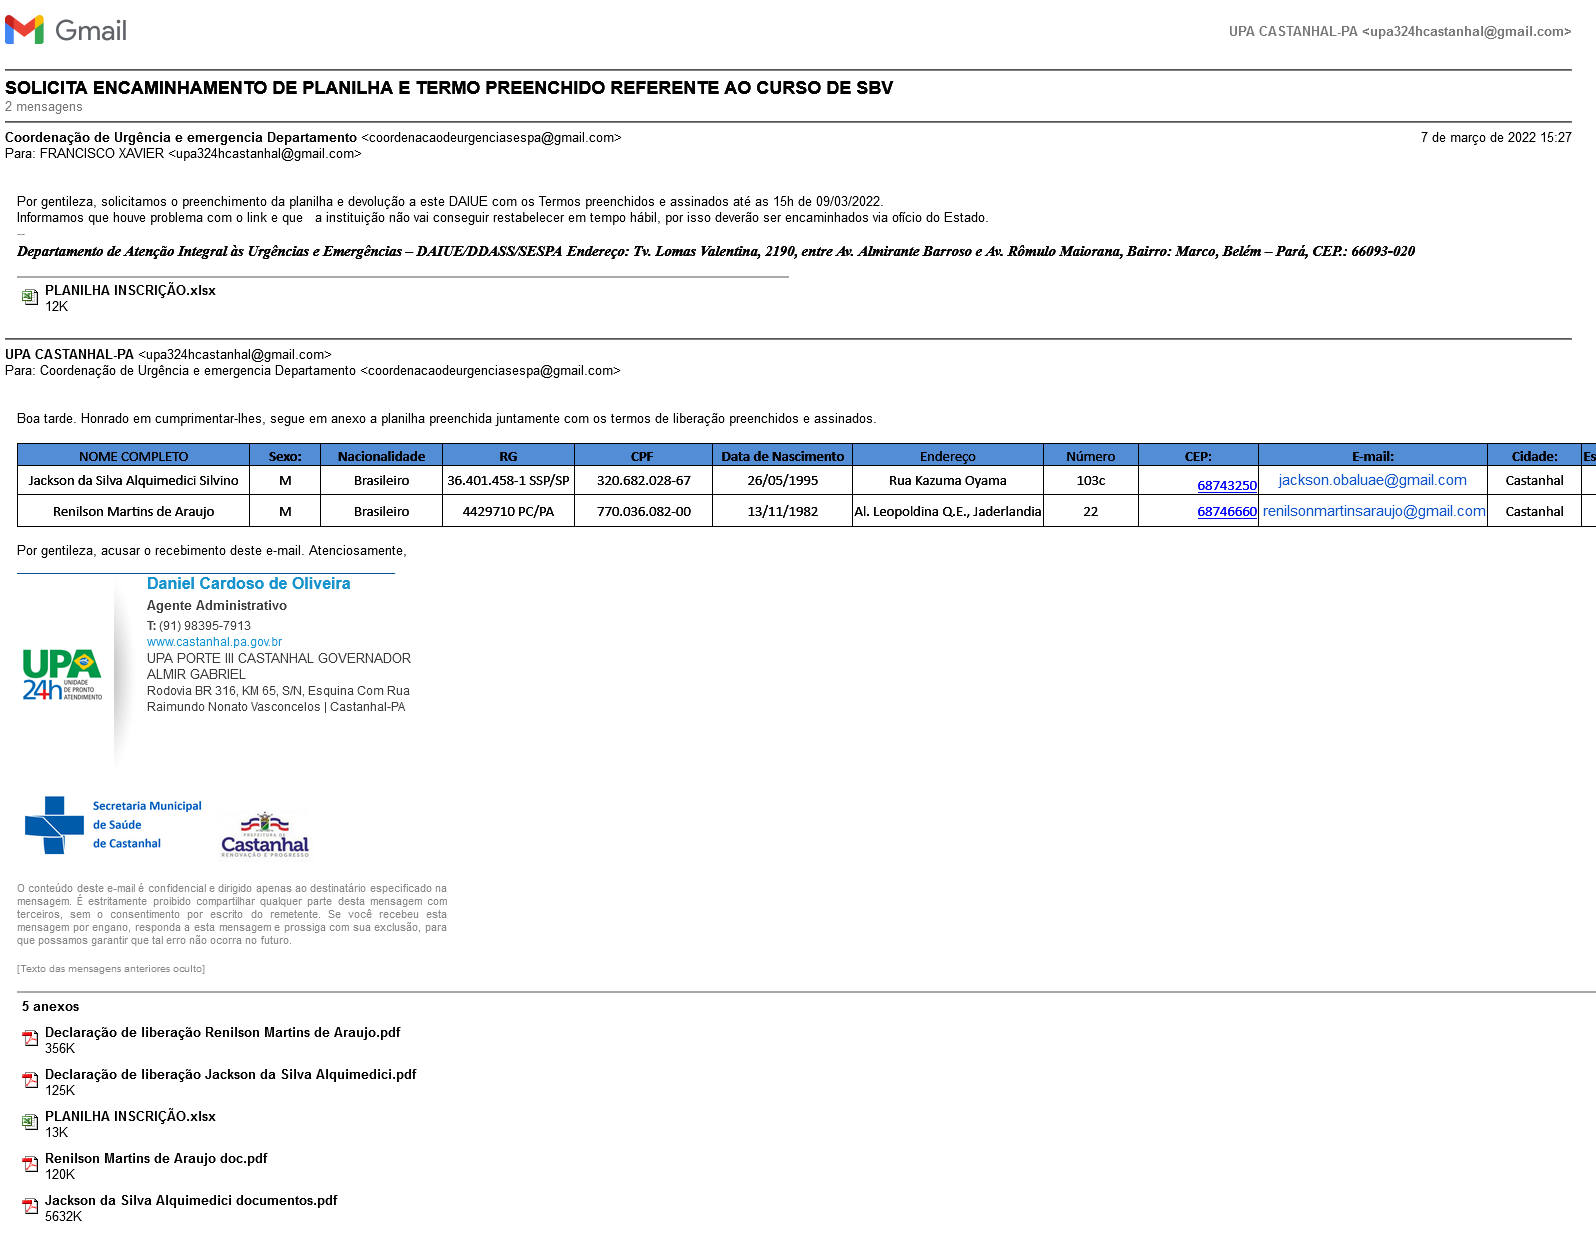 Gmail
UPA CASTANHAL-PA <upa324hcastanhal@gmail.com>
SOLICITA ENCAMINHAMENTO DE PLANILHA E TERMO PREENCHIDO REFERENTE AO CURSO DE SBV
2 mensagens
Coordenação de Urgência e emergencia Departamento <coordenacaodeurgenciasespa@gmail.com> 7 de março de 2022 15:27
Para: FRANCISCO XAVIER <upa324hcastanhal@gmail.com>
Por gentileza, solicitamos o preenchimento da planilha e devolução a este DAIUE com os Termos preenchidos e assinados até as 15h de 09/03/2022.
Informamos que houve problema com o link e que a instituição não vai conseguir restabelecer em tempo hábil, por isso deverão ser encaminhados via ofício do Estado.
--
Departamento de Atenção Integral às Urgências e Emergências – DAIUE/DDASS/SESPA Endereço: Tv. Lomas Valentina, 2190, entre Av. Almirante Barroso e Av. Rômulo Maiorana, Bairro: Marco, Belém – Pará, CEP.: 66093-020
PLANILHA INSCRIÇÃO.xlsx
12K
UPA CASTANHAL-PA <upa324hcastanhal@gmail.com>
Para: Coordenação de Urgência e emergencia Departamento <coordenacaodeurgenciasespa@gmail.com>
Boa tarde. Honrado em cumprimentar-lhes, segue em anexo a planilha preenchida juntamente com os termos de liberação preenchidos e assinados.
NOME COMPLETO Sexo: Nacionalidade RG CPF Data de Nascimento Endereço Número CEP: E-mail: Cidade: Es
Jackson da Silva Alquimedici Silvino M Brasileiro 36.401.458-1 SSP/SP 320.682.028-67 26/05/1995 Rua Kazuma Oyama 103c 68743250 jackson.obaluae@gmail.com Castanhal
Renilson Martins de Araujo M Brasileiro 4429710 PC/PA 770.036.082-00 13/11/1982 Al. Leopoldina Q.E., Jaderlandia 22 68746660 renilsonmartinsaraujo@gmail.com Castanhal
Por gentileza, acusar o recebimento deste e-mail. Atenciosamente,
Daniel Cardoso de Oliveira
Agente Administrativo
T: (91) 98395-7913
www.castanhal.pa.gov.br
UPA PORTE III CASTANHAL GOVERNADOR
ALMIR GABRIEL
Rodovia BR 316, KM 65, S/N, Esquina Com Rua
Raimundo Nonato Vasconcelos | Castanhal-PA
UPA
24h UNIDADE
DE PRONTO
ATENDIMENTO
Secretaria Municipal
de Saúde
de Castanhal
PREFEITURA DE
Castanhal
RENOVAÇÃO E PROGRESSO
O conteúdo deste e-mail é confidencial e dirigido apenas ao destinatário especificado na
mensagem. É estritamente proibido compartilhar qualquer parte desta mensagem com
terceiros, sem o consentimento por escrito do remetente. Se você recebeu esta
mensagem por engano, responda a esta mensagem e prossiga com sua exclusão, para
que possamos garantir que tal erro não ocorra no futuro.
[Texto das mensagens anteriores oculto]
5 anexos
Declaração de liberação Renilson Martins de Araujo.pdf
356K
Declaração de liberação Jackson da Silva Alquimedici.pdf
125K
PLANILHA INSCRIÇÃO.xlsx
13K
Renilson Martins de Araujo doc.pdf
120K
Jackson da Silva Alquimedici documentos.pdf
5632K